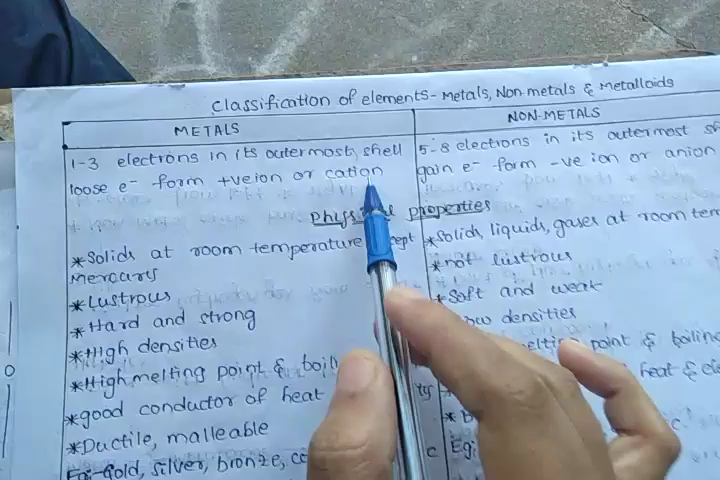 Classification of elements- Metals, Non metals & Metalloids
METALS
1-3 electrons in its outermost shell
loose e- form +ve ion or cation
NON-METALS
5-8 electrons in its outermost
gain e- form -ve ion or anion
Physical properties
*Solids at room temperature
Mercury
*Lustrous
*Hard and strong
*High densities
*High melting point &
*good conductor of heat
*Ductile, malleable
Eg:-Gold, silver, bronze,
*Solids, liquids, gases at room
*not lustrous
*Soft and weak
densities
point &
heat &
Eg: